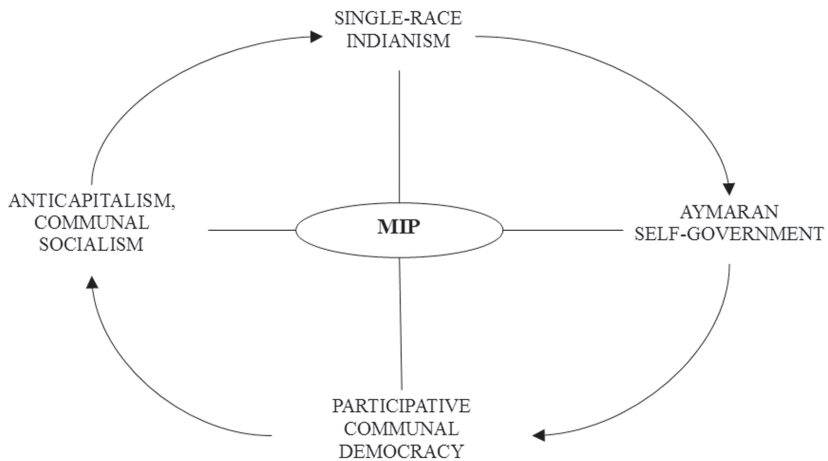 SINGLE-RACE
INDIANISM
ANTICAPITALISM,
COMMUNAL
SOCIALISM
MIP
AYMARAN
SELF-GOVERNMENT
PARTICIPATIVE
COMMUNAL
DEMOCRACY